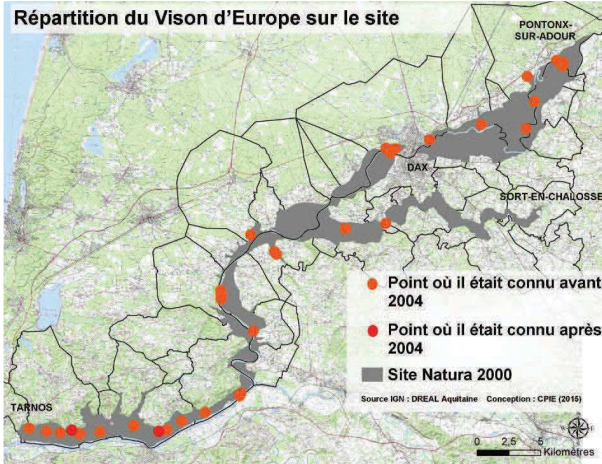 Répartition du Vison d'Europe sur le site
PONTONX-
SUR-ADOUR
DAX
SORT-EN-CHALOSSE
Point où il était connu avant
2004
Point où il était connu après
2004
Site Natura 2000
Source IGN : DREAL Aquitaine Conception : CPIE (2015)
TARNOS
0 2,5 5
Kilomètres